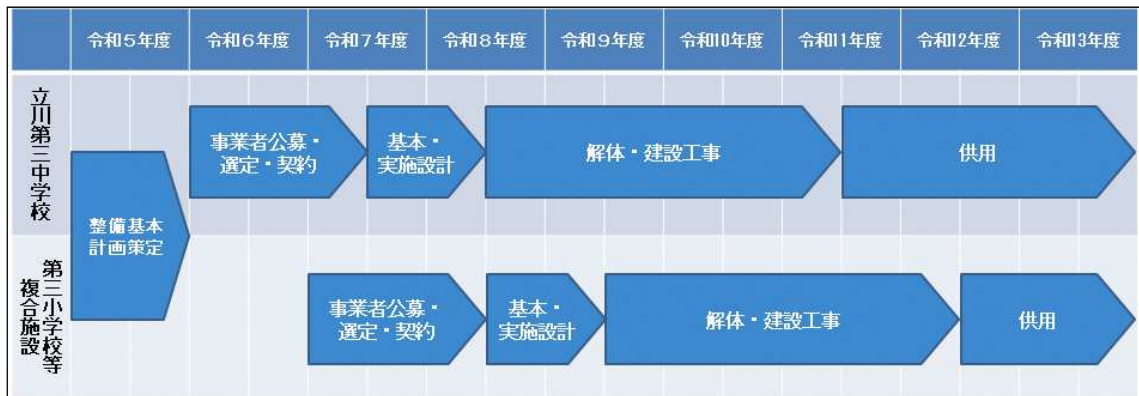 令和5年度
令和6年度
令和7年度
令和8年度
令和9年度
令和10年度
令和11年度
令和12年度
令和13年度
立川第三中学校
事業者公募・
選定・契約
基本・
実施設計
解体・建設工事
供用
整備基本
計画策定
第三小学校等
複合施設
事業者公募・
選定・契約
基本・
実施設計
解体・建設工事
供用